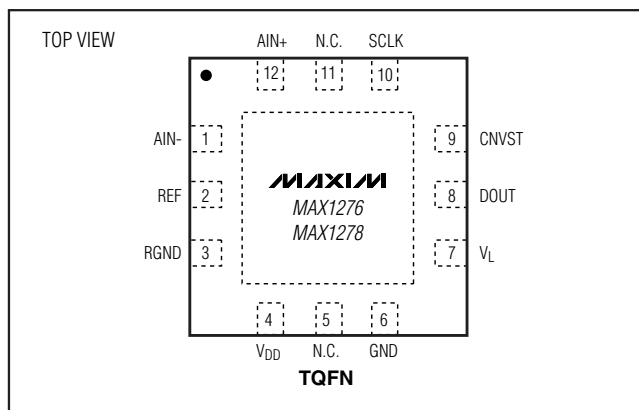 TOP VIEW
AIN+ N.C. SCLK
12 11 10
AIN- 1
REF 2
RGND 3
9 CNVST
8 DOUT
7 VL
MAXIM
MAX1276
MAX1278
4 5 6
VDD N.C. GND
TQFN